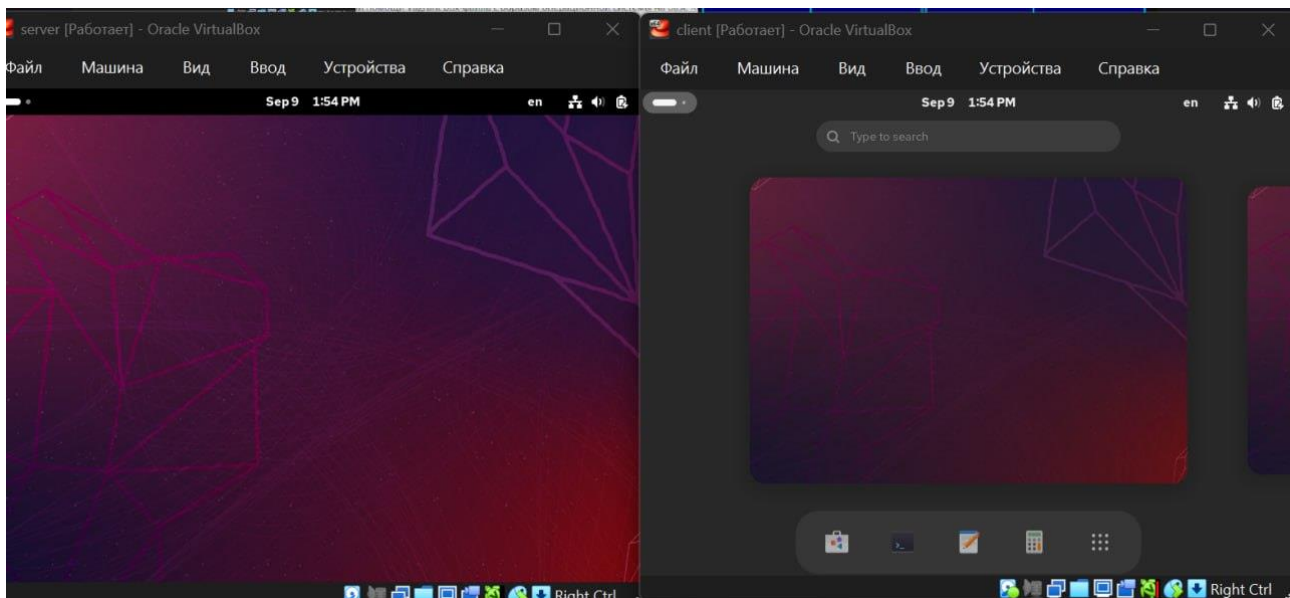 server [Работает] - Oracle VirtualBox
Файл Машина Вид Ввод Устройства Справка
Sep 9 1:54 PM en
Right Ctrl
client [Работает] - Oracle VirtualBox
Файл Машина Вид Ввод Устройства Справка
Sep 9 1:54 PM en
Type to search
Right Ctrl